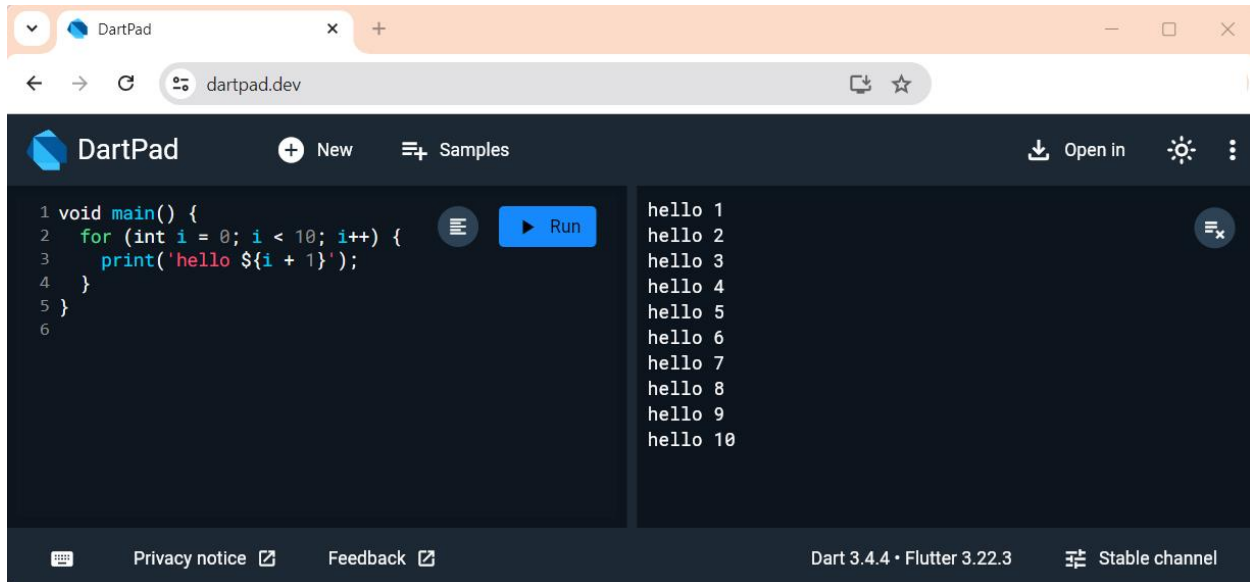 DartPad
dartpad.dev
DartPad New Samples Open in
1 void main() {
2   for (int i = 0; i < 10; i++) {
3     print('hello ${i + 1}');
4   }
5 }
6
Run
hello 1
hello 2
hello 3
hello 4
hello 5
hello 6
hello 7
hello 8
hello 9
hello 10
Privacy notice Feedback Dart 3.4.4 • Flutter 3.22.3 Stable channel